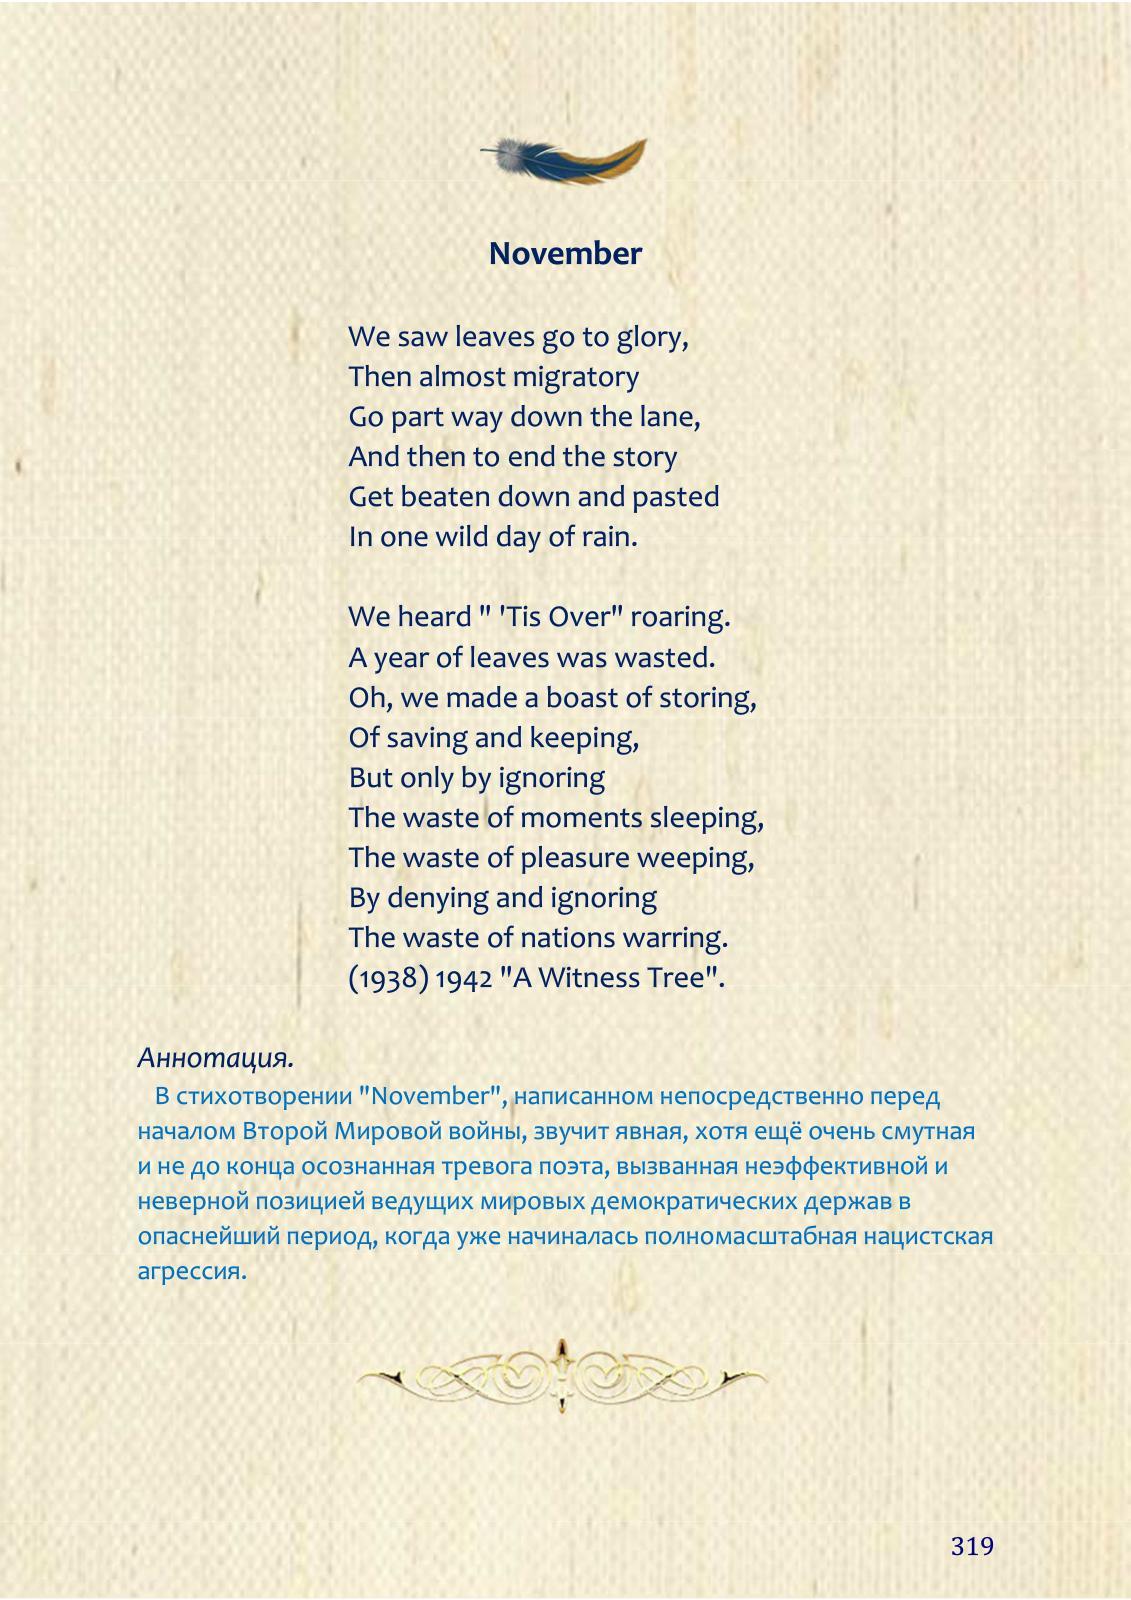 November
We saw leaves go to glory,
Then almost migratory
Go part way down the lane,
And then to end the story
Get beaten down and pasted
In one wild day of rain.
We heard " 'Tis Over" roaring.
A year of leaves was wasted.
Oh, we made a boast of storing,
Of saving and keeping,
But only by ignoring
The waste of moments sleeping,
The waste of pleasure weeping,
By denying and ignoring
The waste of nations warring.
(1938) 1942 "A Witness Tree".
Аннотация.
В стихотворении "November", написанном непосредственно перед
началом Второй Мировой войны, звучит явная, хотя ещё очень смутная
и не до конца осознанная тревога поэта, вызванная неэффективной и
неверной позицией ведущих мировых демократических держав в
опаснейший период, когда уже начиналась полномасштабная нацистская
агрессия.
319